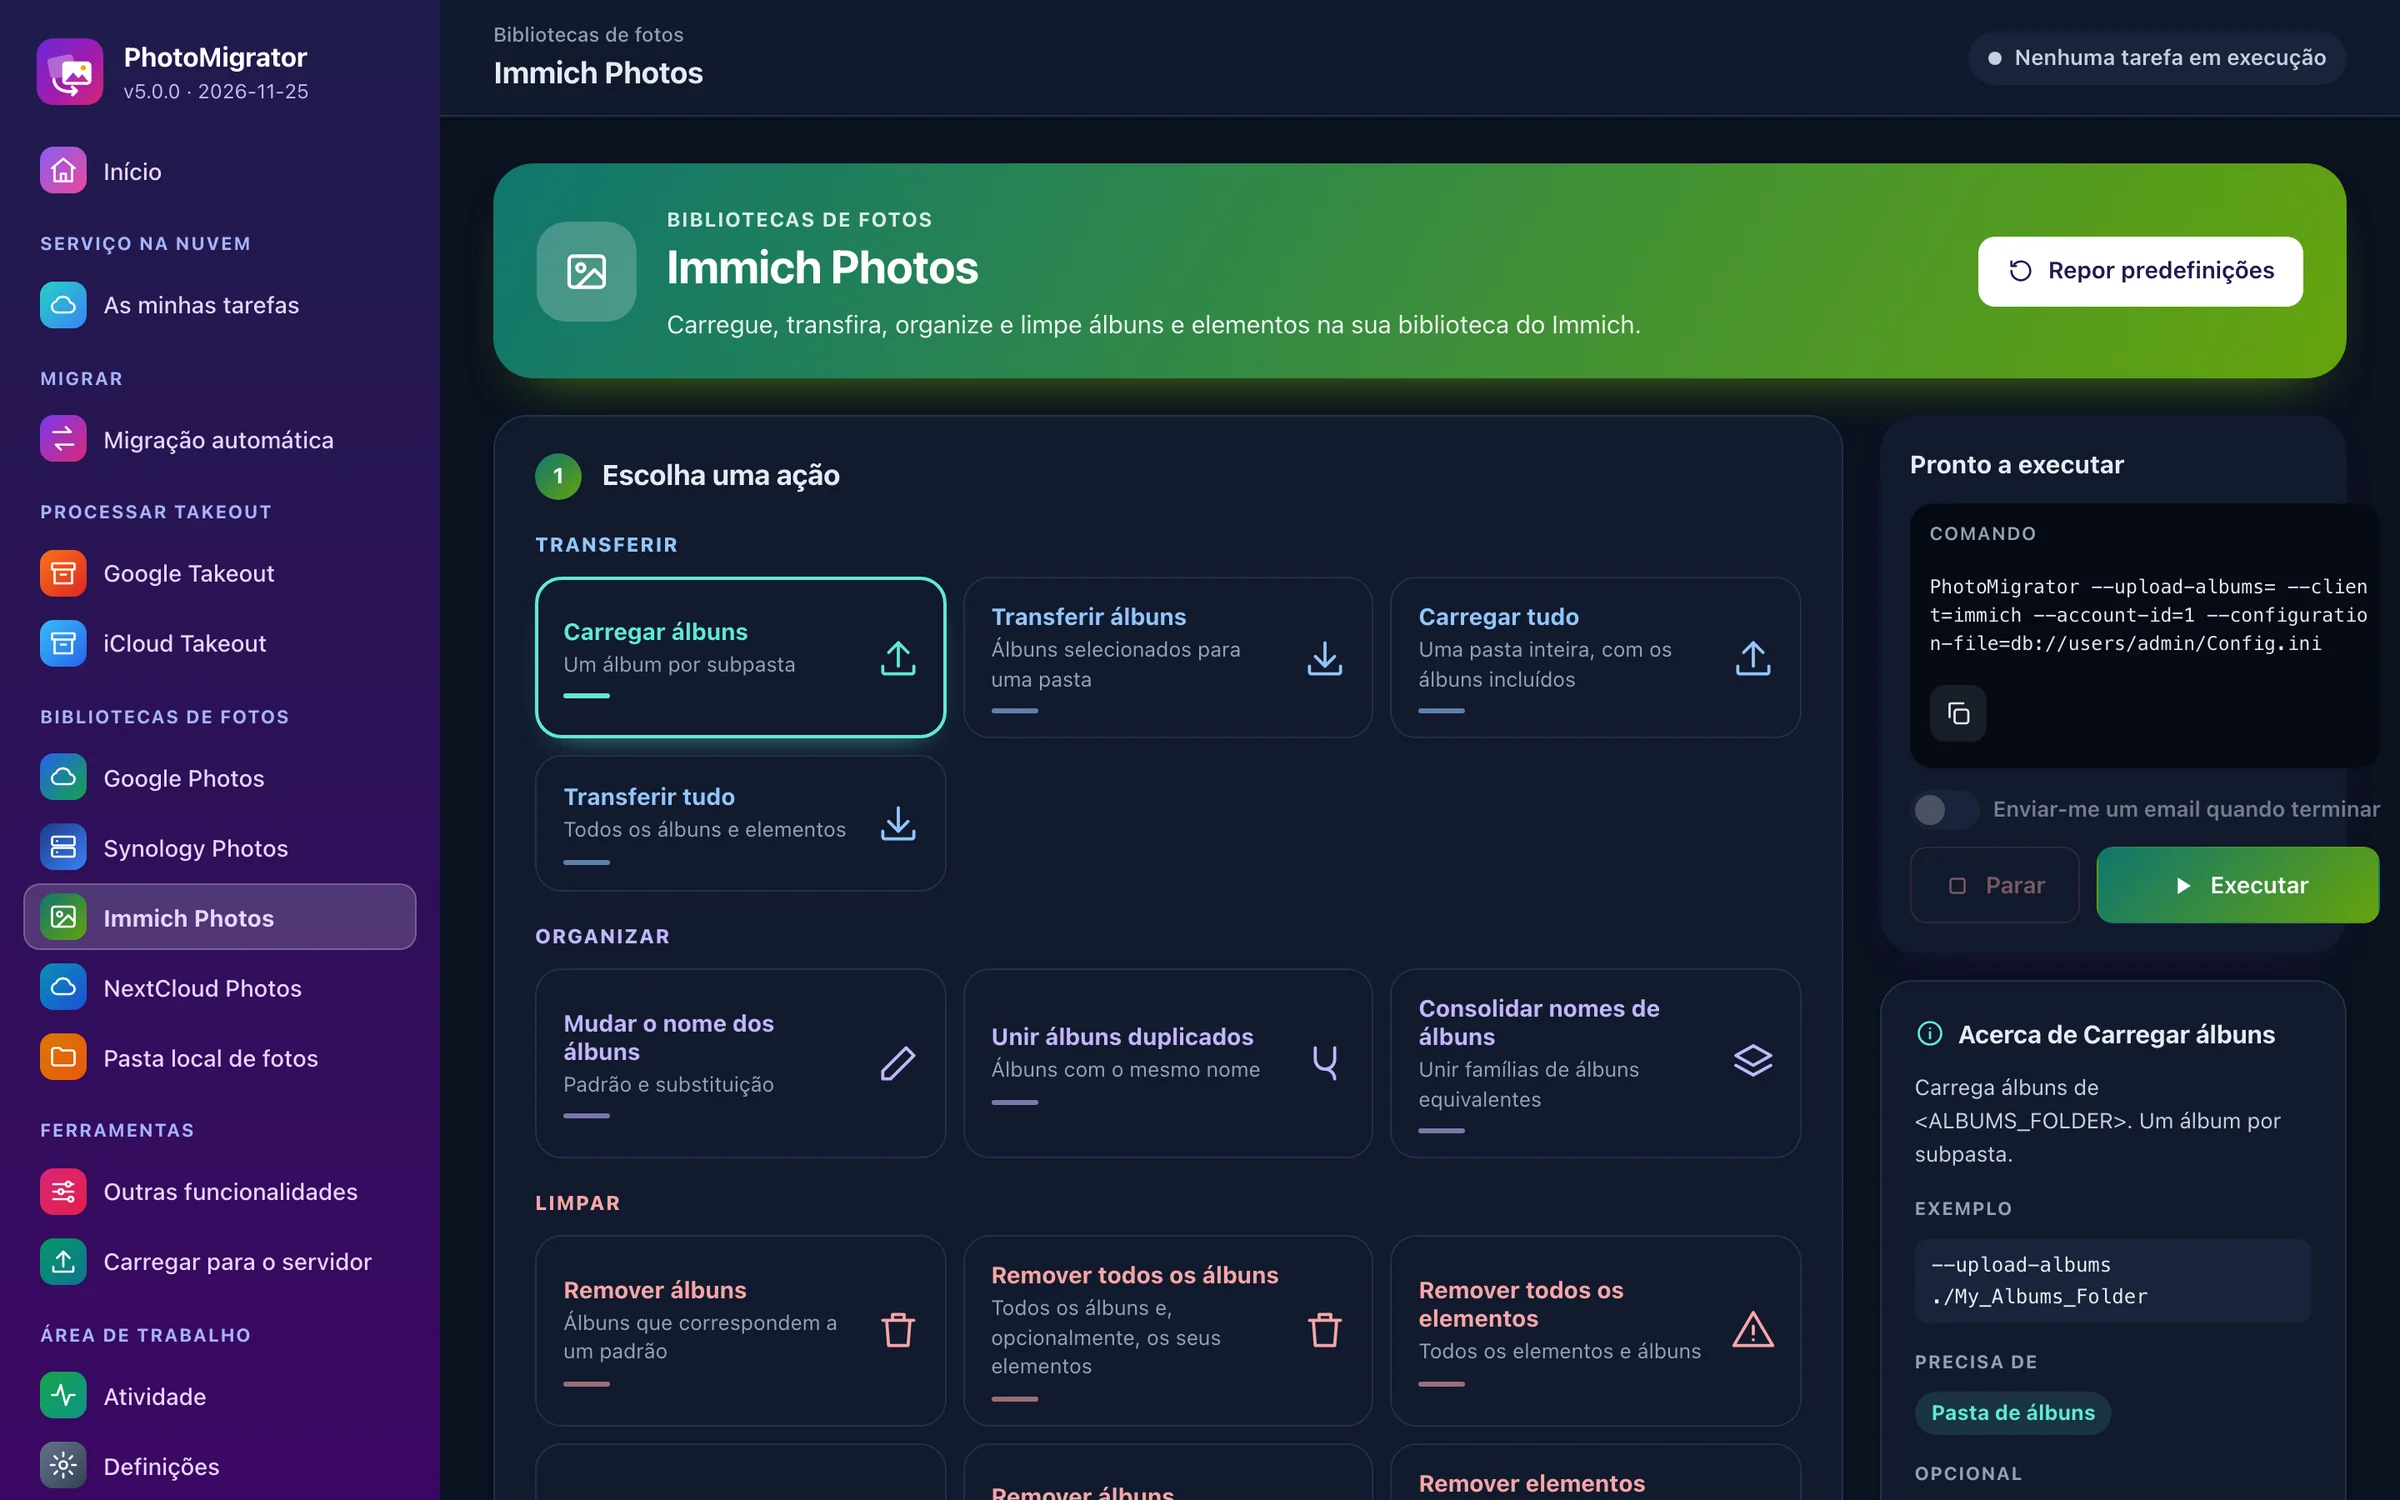 PhotoMigrator
v5.0.0 · 2026-11-25
Início
SERVIÇO NA NUVEM
As minhas tarefas
MIGRAR
Migração automática
PROCESSAR TAKEOUT
Google Takeout
iCloud Takeout
BIBLIOTECAS DE FOTOS
Google Photos
Synology Photos
Immich Photos
NextCloud Photos
Pasta local de fotos
FERRAMENTAS
Outras funcionalidades
Carregar para o servidor
ÁREA DE TRABALHO
Atividade
Definições
Bibliotecas de fotos
Immich Photos
Nenhuma tarefa em execução
BIBLIOTECAS DE FOTOS
Immich Photos
Carregue, transfira, organize e limpe álbuns e elementos na sua biblioteca do Immich.
Repor predefinições
1 Escolha uma ação
TRANSFERIR
Carregar álbuns
Um álbum por subpasta
Transferir álbuns
Álbuns selecionados para
uma pasta
Carregar tudo
Uma pasta inteira, com os
álbuns incluídos
Transferir tudo
Todos os álbuns e elementos
ORGANIZAR
Mudar o nome dos
álbuns
Padrão e substituição
Unir álbuns duplicados
Álbuns com o mesmo nome
Consolidar nomes de
álbuns
Unir famílias de álbuns
equivalentes
LIMPAR
Remover álbuns
Álbuns que correspondem a
um padrão
Remover todos os álbuns
Todos os álbuns e,
opcionalmente, os seus
elementos
Remover todos os
elementos
Todos os elementos e álbuns
Remover álbuns
Remover elementos
Pronto a executar
COMANDO
PhotoMigrator --upload-albums= --clien
t=immich --account-id=1 --configuratio
n-file=db://users/admin/Config.ini
Enviar-me um email quando terminar
Parar
Executar
Acerca de Carregar álbuns
Carrega álbuns de
<ALBUMS_FOLDER>. Um álbum por
subpasta.
EXEMPLO
--upload-albums
./My_Albums_Folder
PRECISA DE
Pasta de álbuns
OPCIONAL